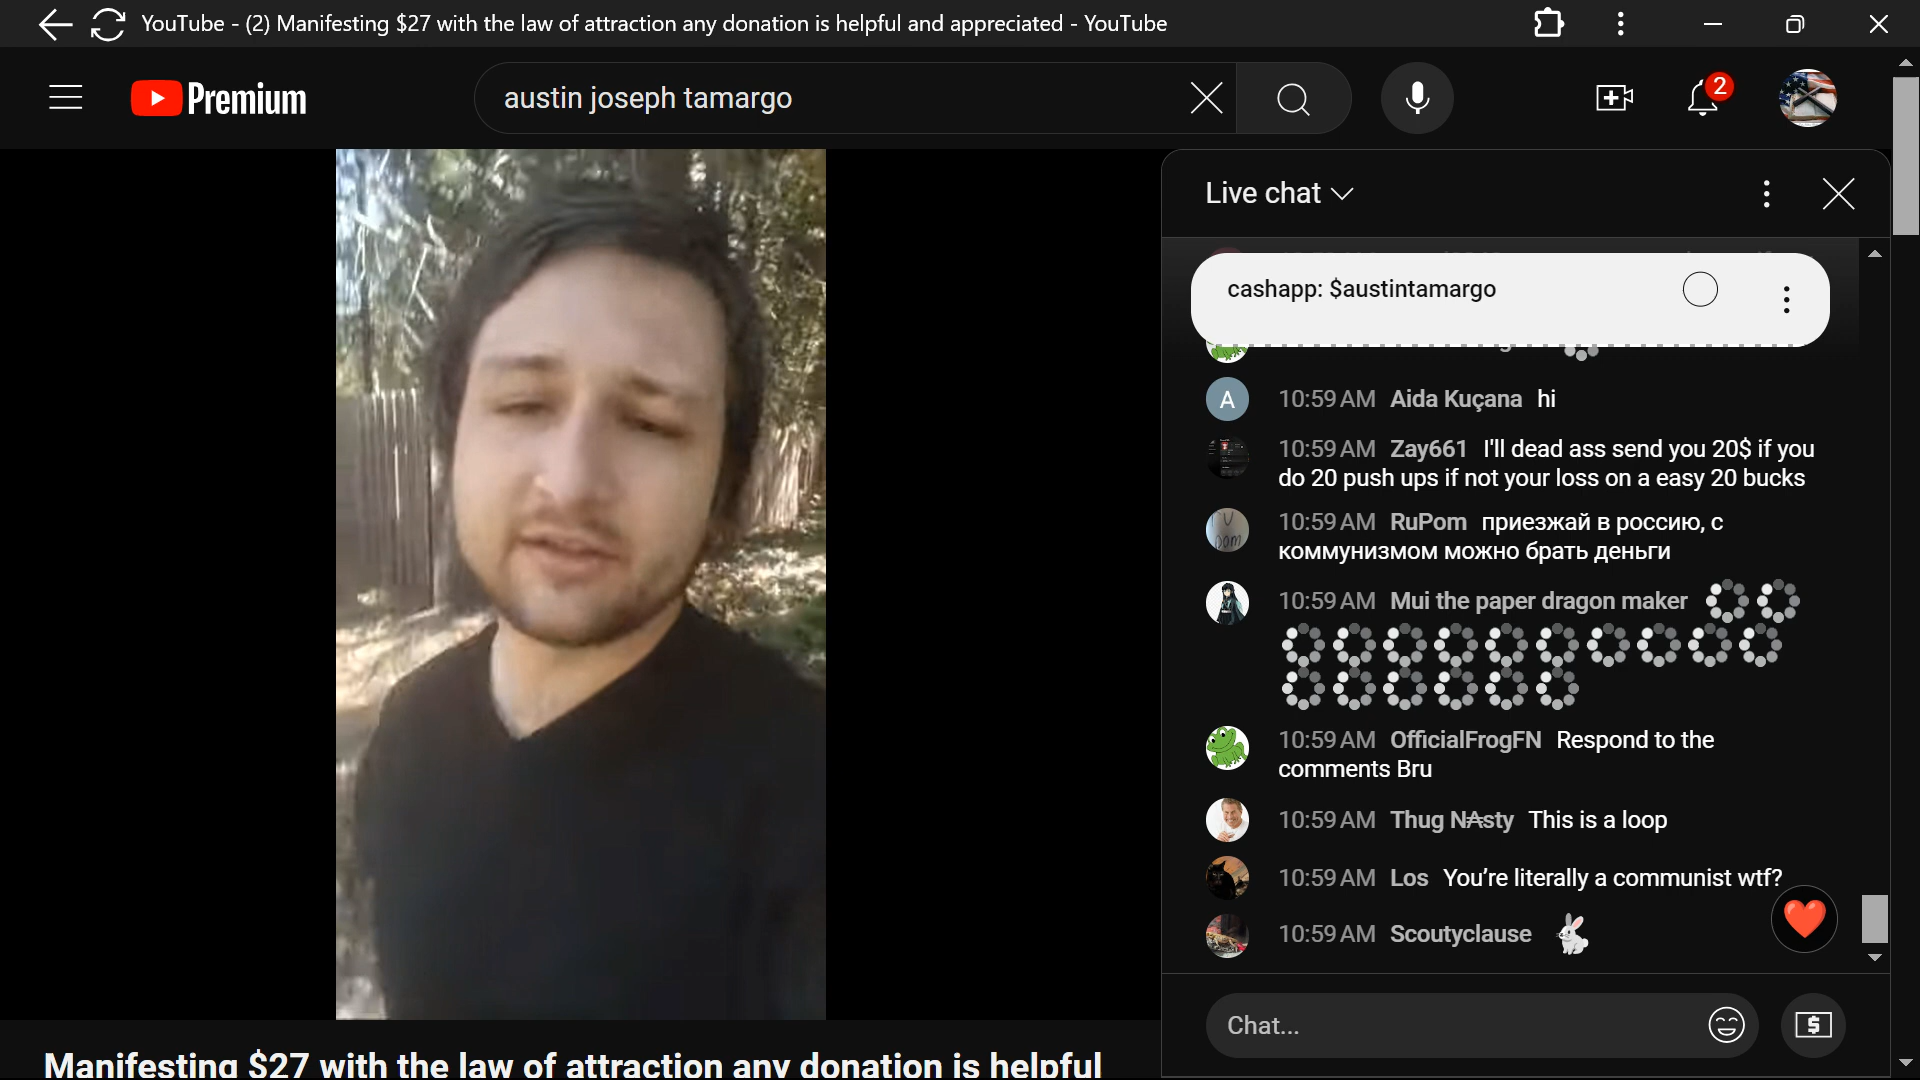 YouTube - (2) Manifesting $27 with the law of attraction any donation is helpful and appreciated - YouTube
Premium
austin joseph tamargo
2
Live chat
cashapp: $austintamargo
A
10:59 AM Aida Kuçana hi
10:59 AM Zay661 I'll dead ass send you 20$ if you
do 20 push ups if not your loss on a easy 20 bucks
10:59 AM RuPom приезжай в россию, с
коммунизмом можно брать деньги
10:59 AM Mui the paper dragon maker
10:59 AM OfficialFrogFN Respond to the
comments Bru
10:59 AM Thug N₳sty This is a loop
10:59 AM Los You’re literally a communist wtf?
10:59 AM Scoutyclause
Chat...
Manifesting $27 with the law of attraction any donation is helpful